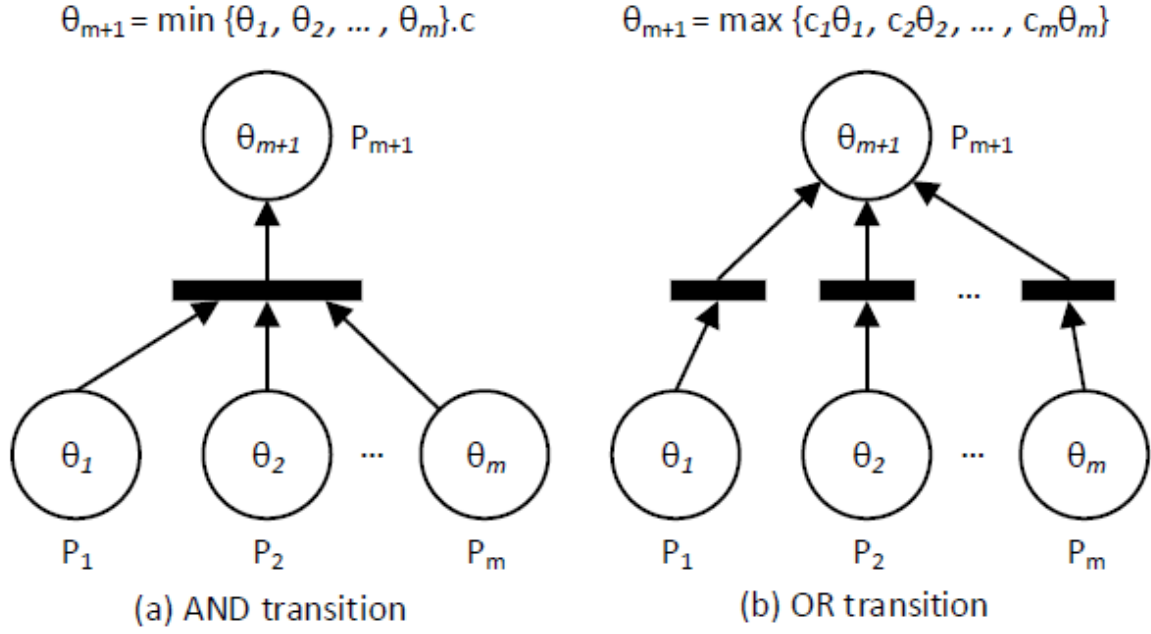 θm+1 = min {θ1, θ2, ... , θm}.c
θm+1 = max {c1θ1, c2θ2, ... , cmθm}
θm+1 Pm+1
θm+1 Pm+1
...
θ1 θ2 ... θm
θ1 θ2 ... θm
P1 P2 Pm
P1 P2 Pm
(a) AND transition
(b) OR transition